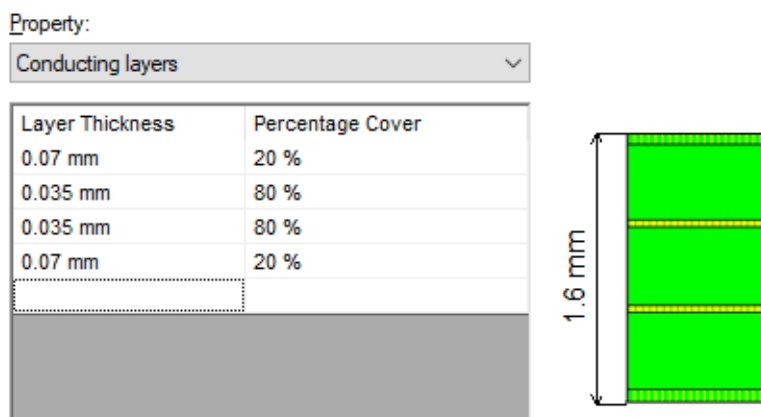 Property:
Conducting layers
Layer Thickness Percentage Cover
0.07 mm 20 %
0.035 mm 80 %
0.035 mm 80 %
0.07 mm 20 %
1.6 mm